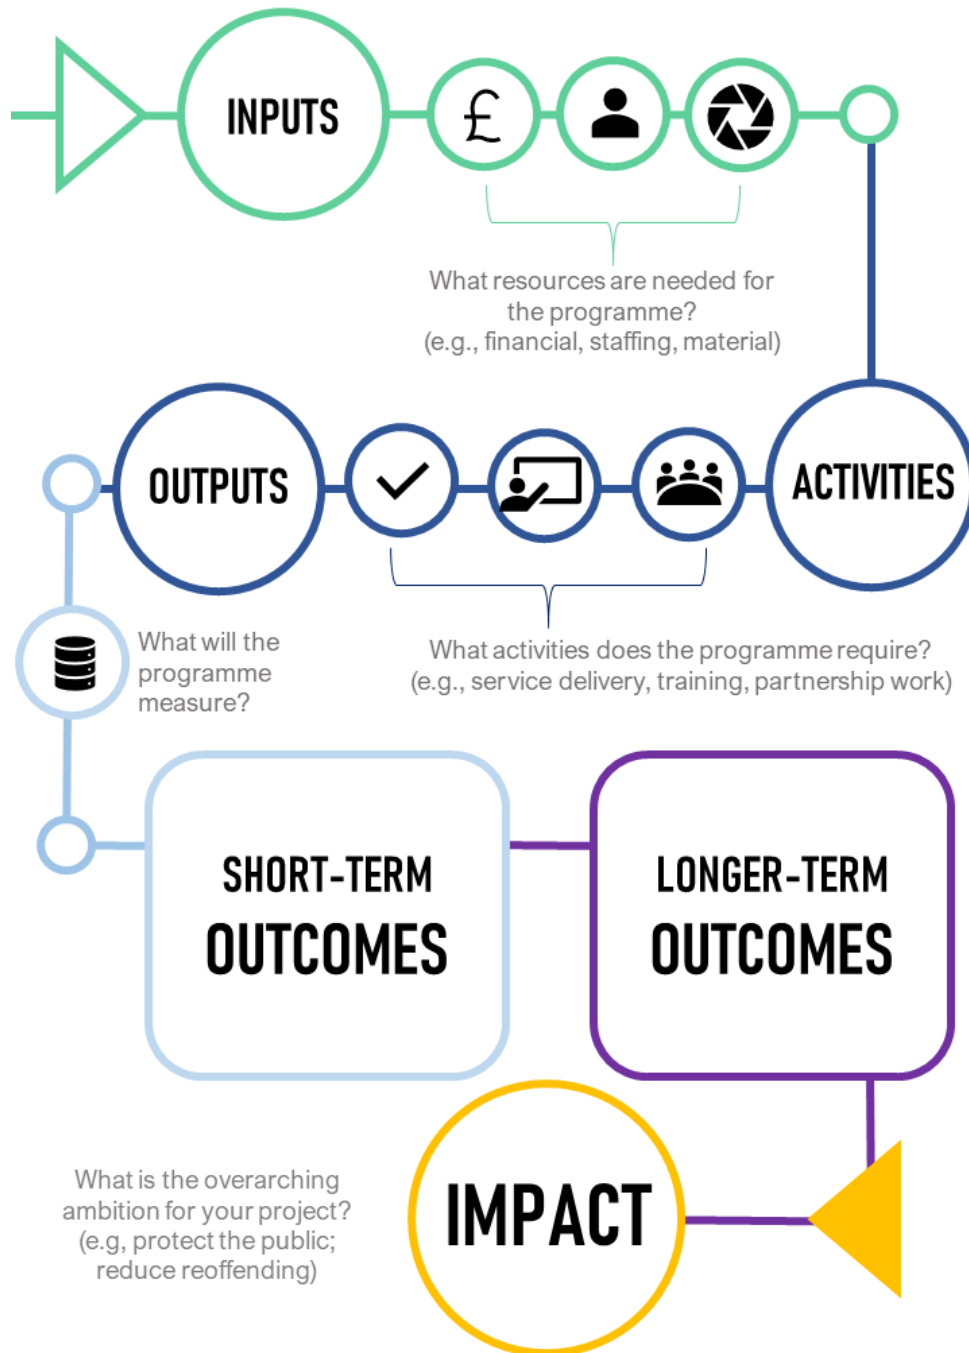 INPUTS
£
What resources are needed for
the programme?
(e.g., financial, staffing, material)
ACTIVITIES
OUTPUTS
What activities does the programme require?
(e.g., service delivery, training, partnership work)
What will the
programme
measure?
SHORT-TERM
OUTCOMES
LONGER-TERM
OUTCOMES
IMPACT
What is the overarching
ambition for your project?
(e.g, protect the public;
reduce reoffending)